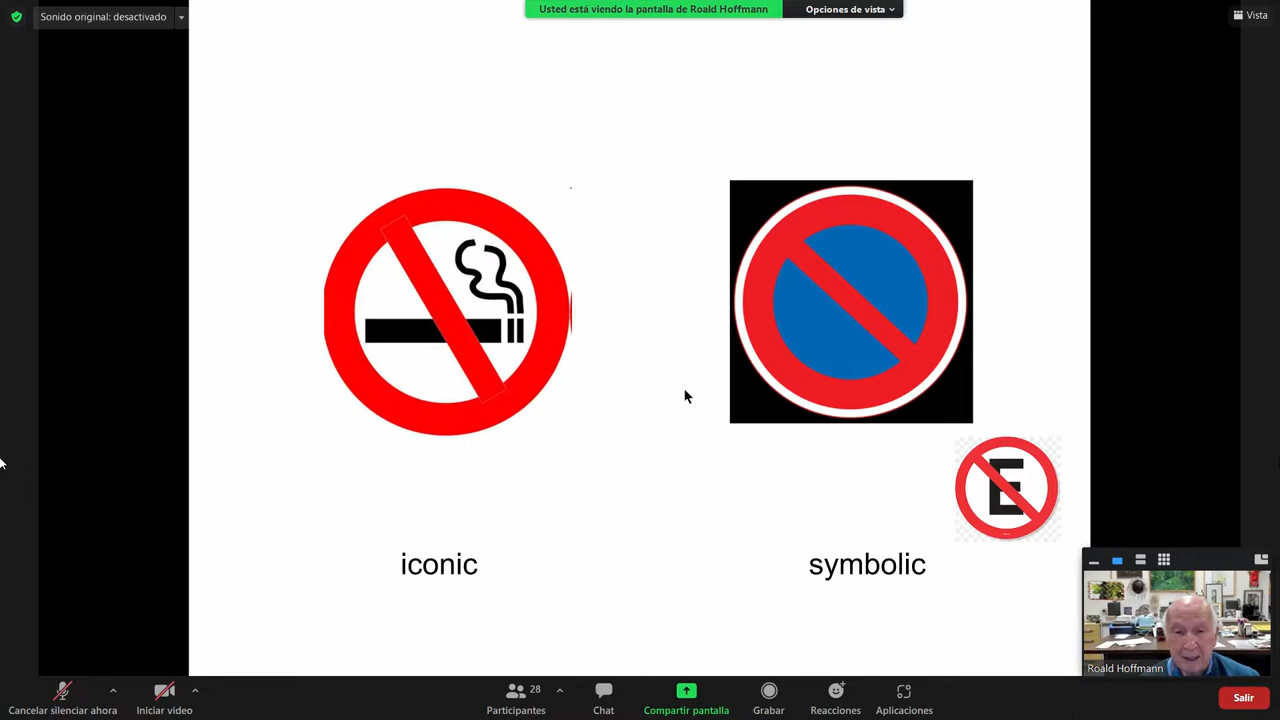 Sonido original: desactivado
Usted está viendo la pantalla de Roald Hoffmann
Opciones de vista
Vista
E
iconic
symbolic
Roald Hoffmann
Cancelar silenciar ahora
Iniciar video
28
Participantes
Chat
Compartir pantalla
Grabar
Reacciones
Aplicaciones
Salir